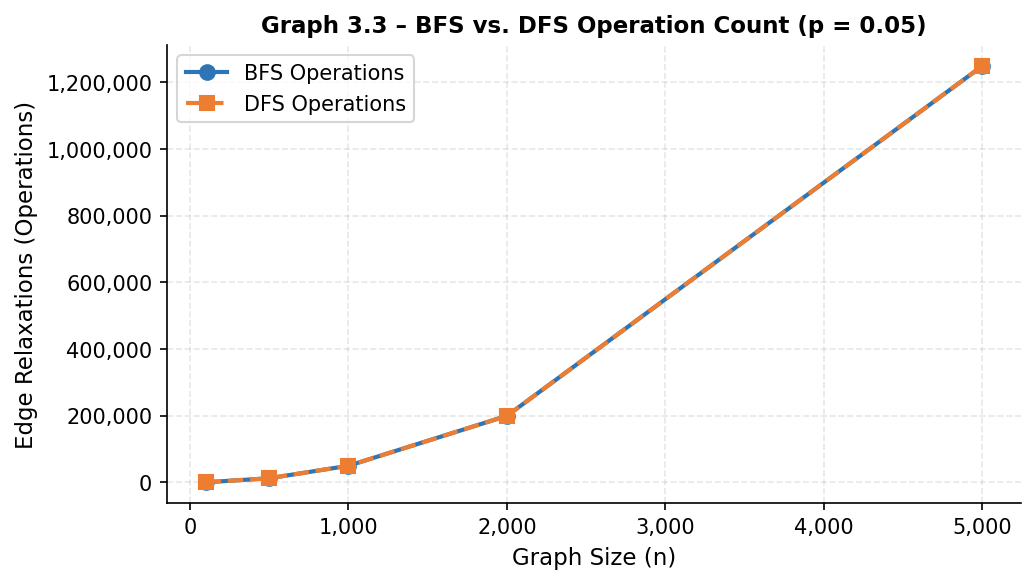 Graph 3.3 – BFS vs. DFS Operation Count (p = 0.05)
BFS Operations
DFS Operations
Edge Relaxations (Operations)
1,200,000
1,000,000
800,000
600,000
400,000
200,000
0
0 1,000 2,000 3,000 4,000 5,000
Graph Size (n)